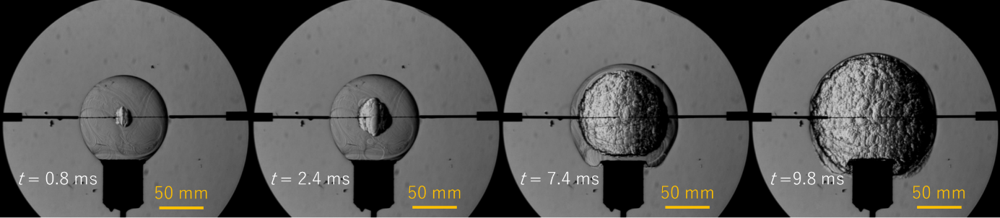 t = 0.8 ms
50 mm
t = 2.4 ms
50 mm
t = 7.4 ms
50 mm
t =9.8 ms
50 mm